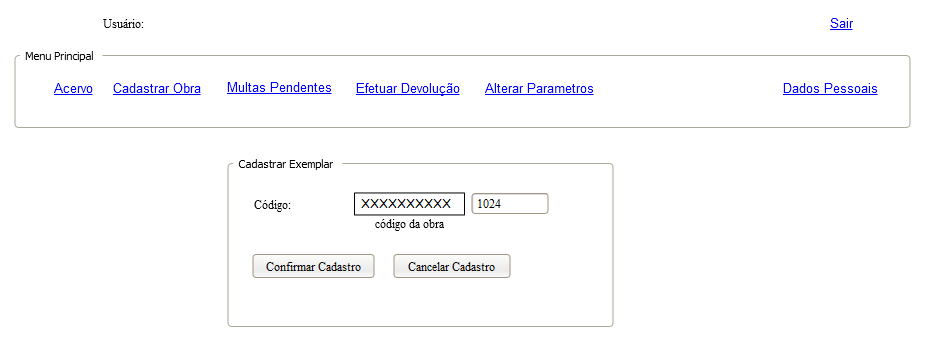 Usuário: Sair
Menu Principal
Acervo Cadastrar Obra Multas Pendentes Efetuar Devolução Alterar Parametros Dados Pessoais
Cadastrar Exemplar
Código: XXXXXXXXXX 1024
código da obra
Confirmar Cadastro Cancelar Cadastro